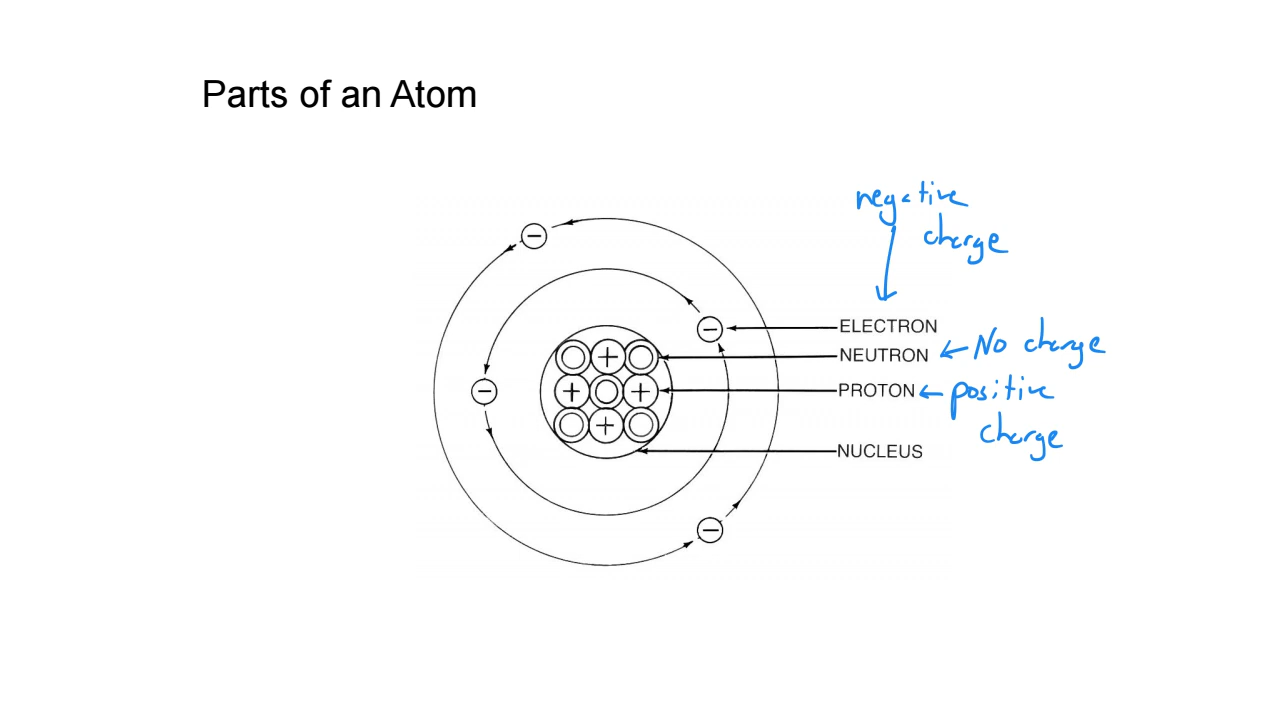 Parts of an Atom
negative
charge
ELECTRON
NEUTRON ← No charge
PROTON ← positive
charge
NUCLEUS